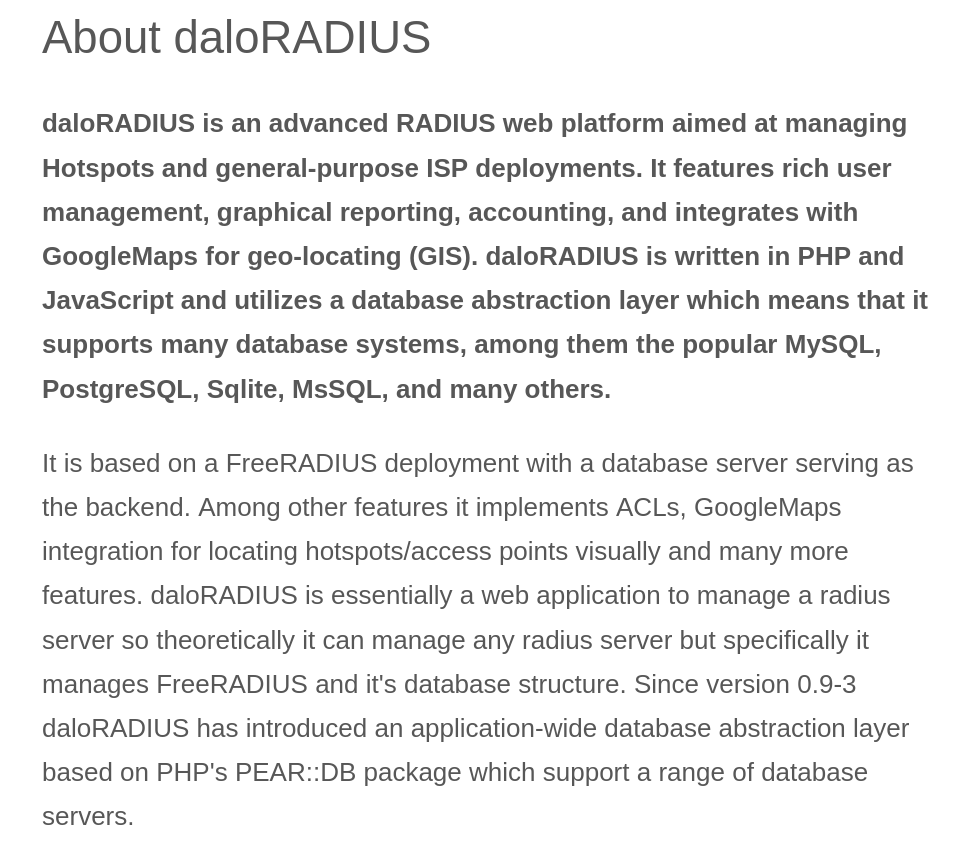 About daloRADIUS
daloRADIUS is an advanced RADIUS web platform aimed at managing
Hotspots and general-purpose ISP deployments. It features rich user
management, graphical reporting, accounting, and integrates with
GoogleMaps for geo-locating (GIS). daloRADIUS is written in PHP and
JavaScript and utilizes a database abstraction layer which means that it
supports many database systems, among them the popular MySQL,
PostgreSQL, Sqlite, MsSQL, and many others.
It is based on a FreeRADIUS deployment with a database server serving as
the backend. Among other features it implements ACLs, GoogleMaps
integration for locating hotspots/access points visually and many more
features. daloRADIUS is essentially a web application to manage a radius
server so theoretically it can manage any radius server but specifically it
manages FreeRADIUS and it's database structure. Since version 0.9-3
daloRADIUS has introduced an application-wide database abstraction layer
based on PHP's PEAR::DB package which support a range of database
servers.